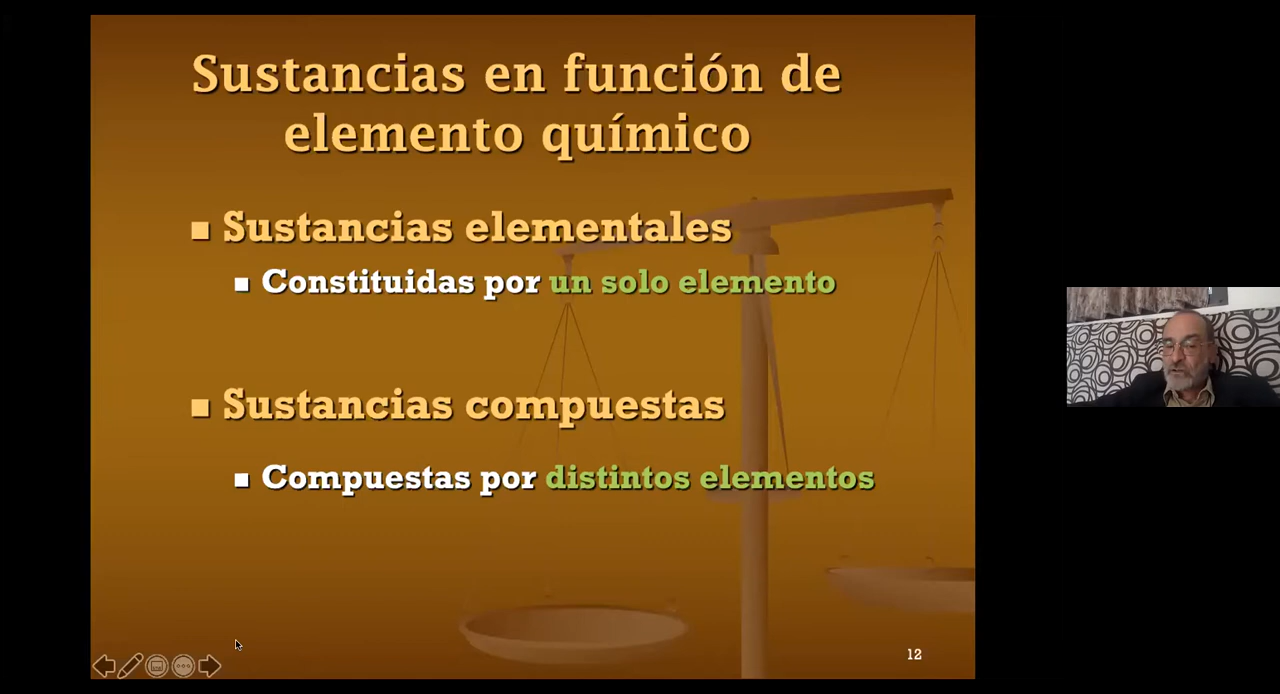 Sustancias en función de
elemento químico
Sustancias elementales
Constituidas por un solo elemento
Sustancias compuestas
Compuestas por distintos elementos
12